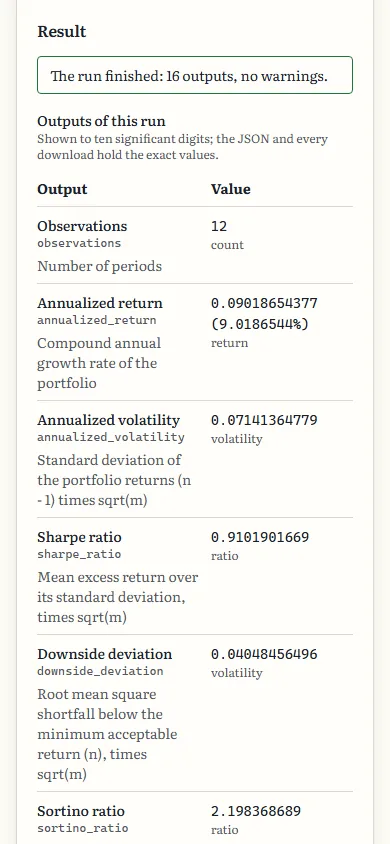 Result
The run finished: 16 outputs, no warnings.
Outputs of this run
Shown to ten significant digits; the JSON and every
download hold the exact values.
Output Value
Observations 12
observations count
Number of periods
Annualized return 0.09018654377
annualized_return (9.0186544%)
Compound annual return
growth rate of the
portfolio
Annualized volatility 0.07141364779
annualized_volatility volatility
Standard deviation of
the portfolio returns (n
- 1) times sqrt(m)
Sharpe ratio 0.9101901669
sharpe_ratio ratio
Mean excess return over
its standard deviation,
times sqrt(m)
Downside deviation 0.04048456496
downside_deviation volatility
Root mean square
shortfall below the
minimum acceptable
return (n), times
sqrt(m)
Sortino ratio 2.198368689
sortino_ratio ratio